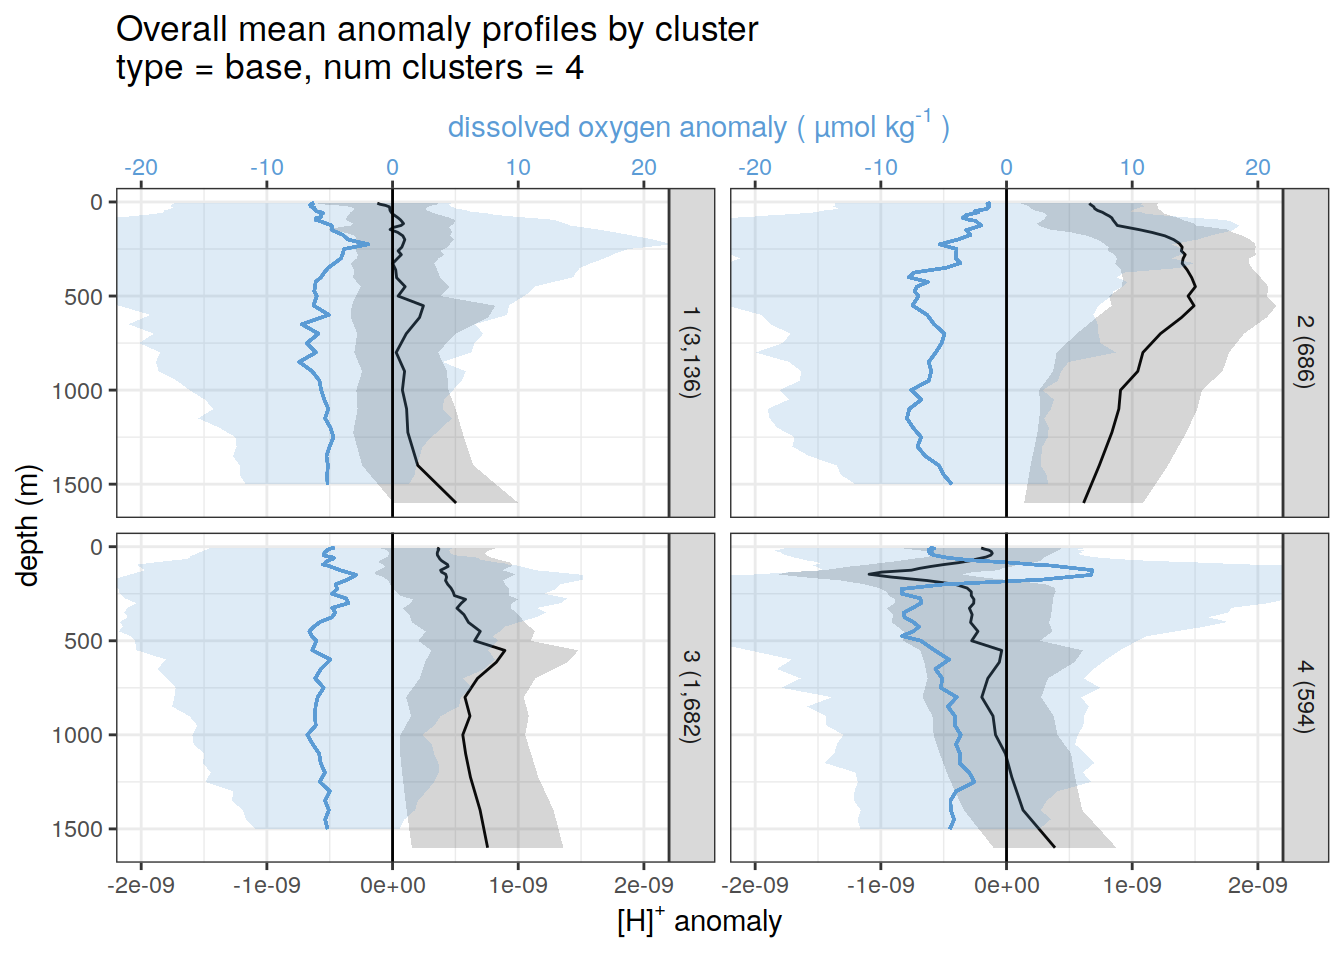 Overall mean anomaly profiles by cluster
type = base, num clusters = 4
dissolved oxygen anomaly ( µmol kg-1 )
-20 -10 0 10 20 -20 -10 0 10 20
0
500
1000
1500
1 (3,136)
2 (686)
0
500
1000
1500
3 (1,682)
4 (594)
depth (m)
-2e-09 -1e-09 0e+00 1e-09 2e-09 -2e-09 -1e-09 0e+00 1e-09 2e-09
[H]+ anomaly